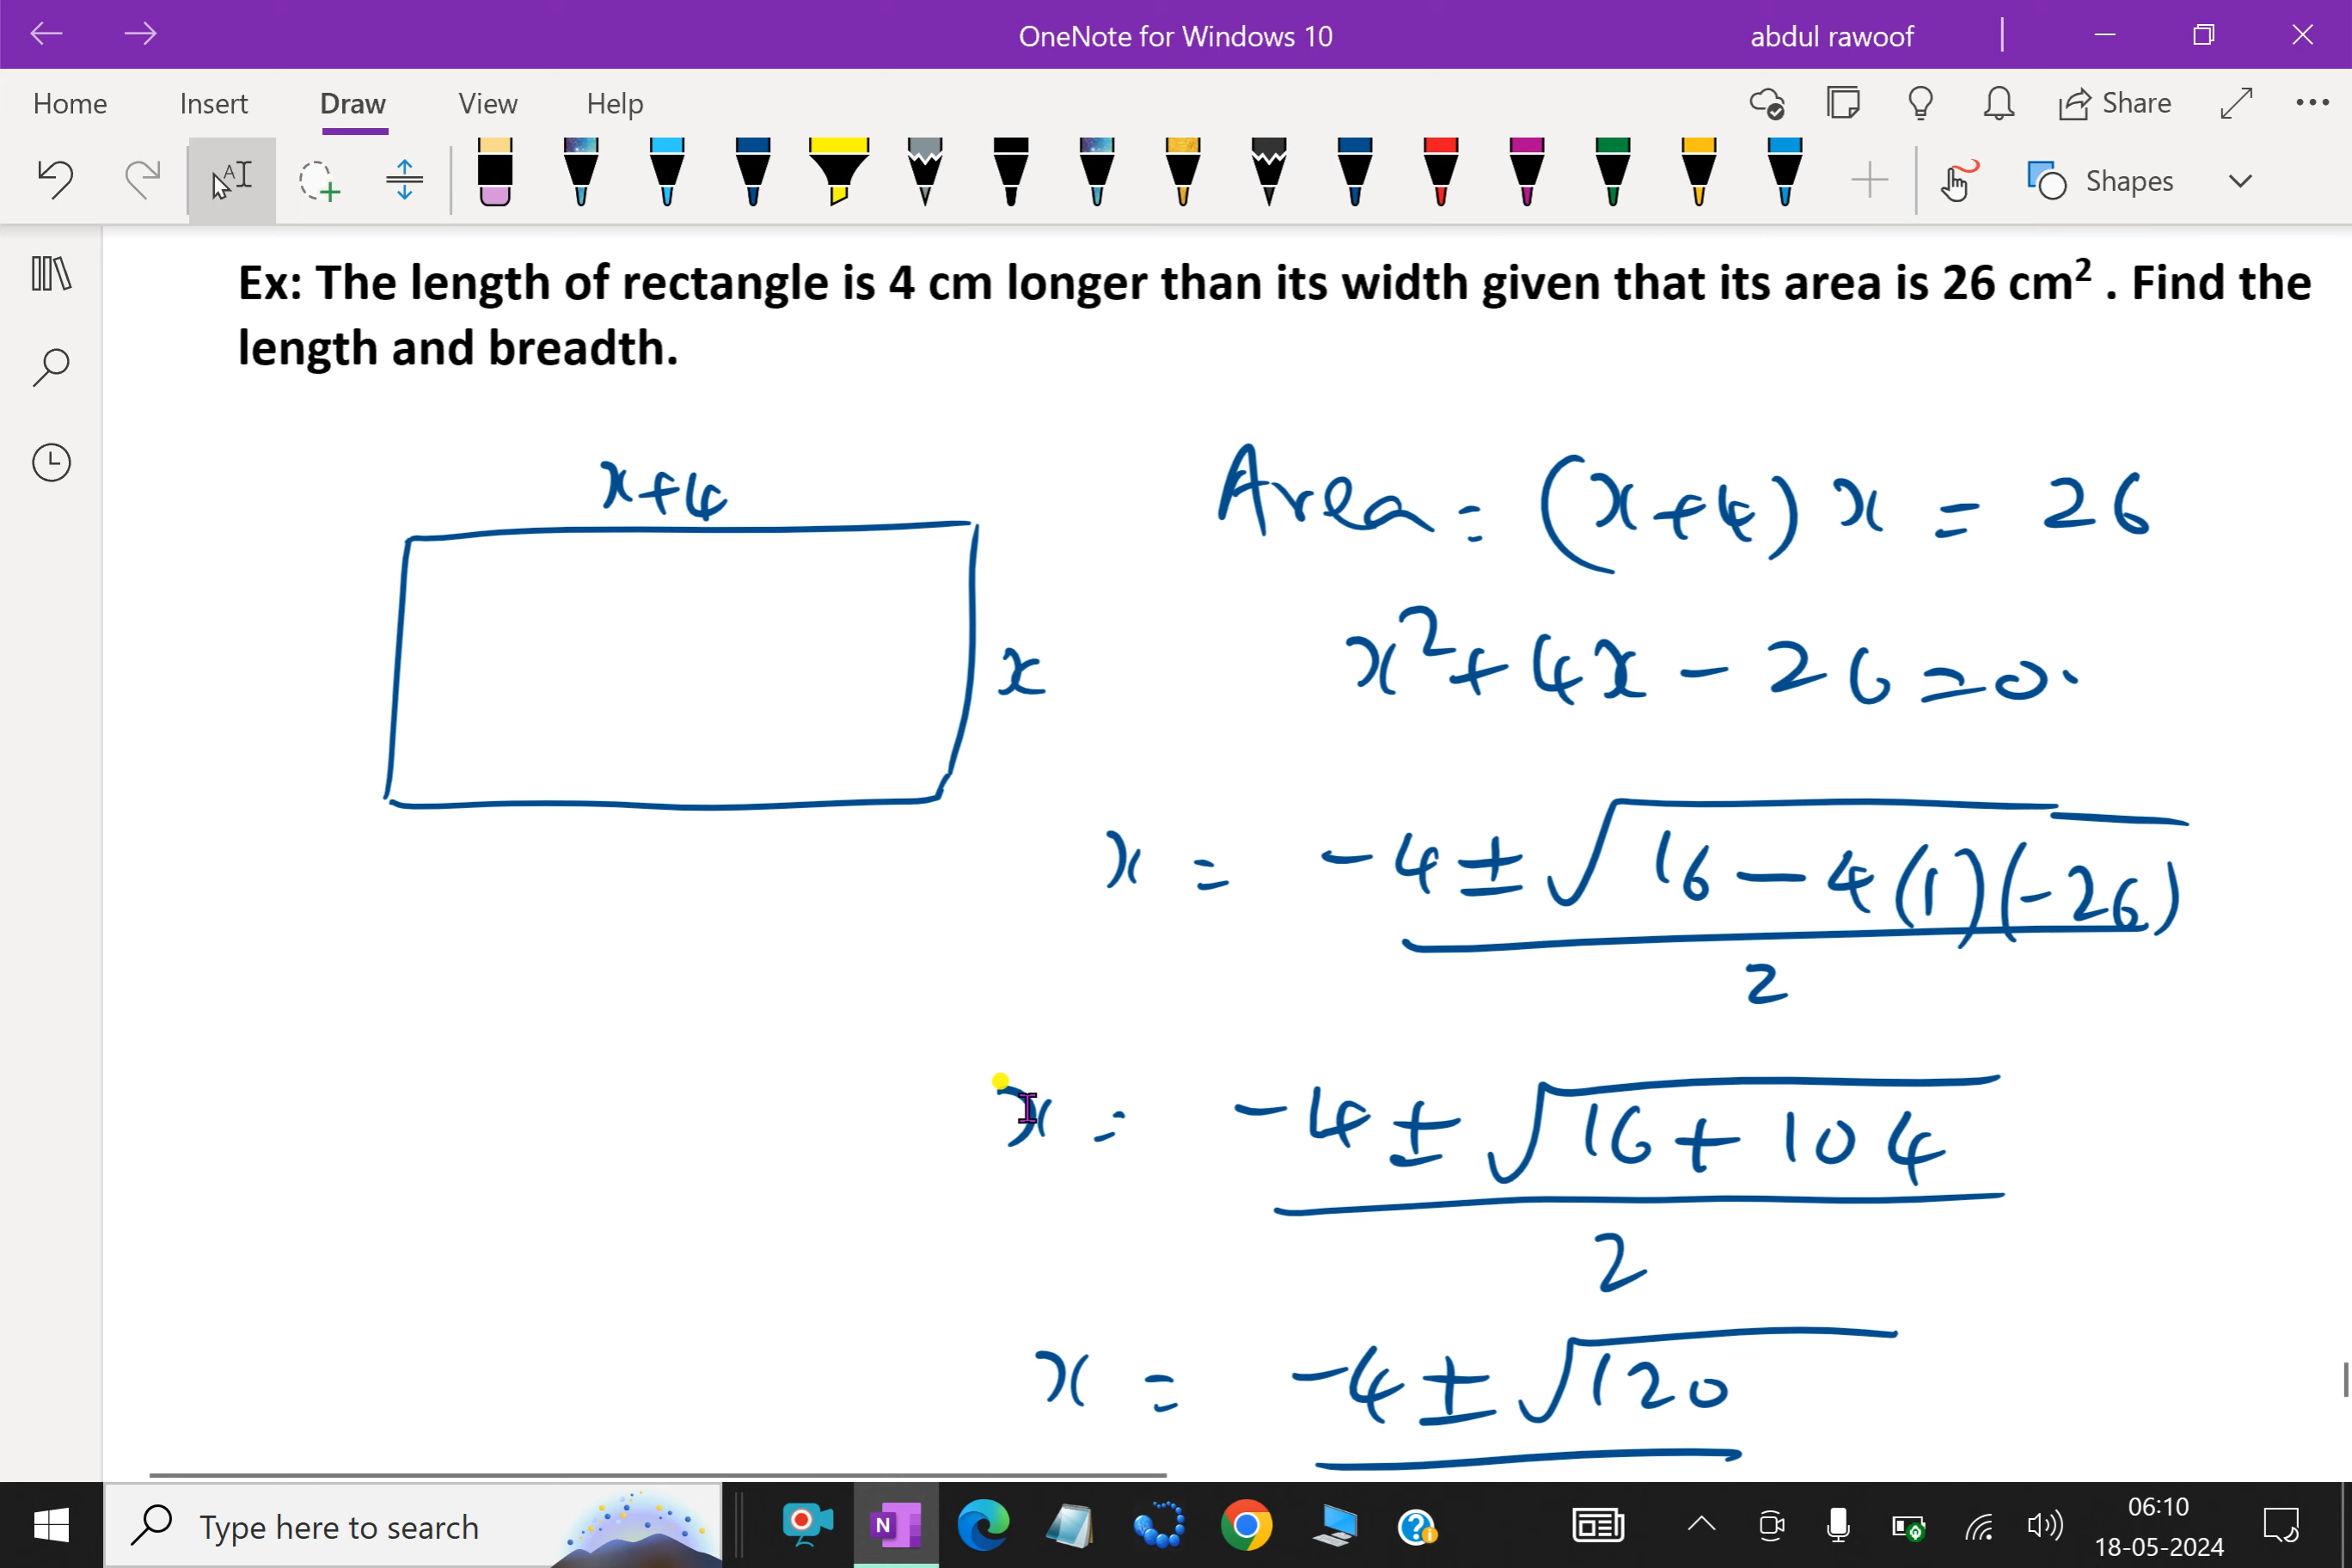 OneNote for Windows 10
abdul rawoof
Home Insert Draw View Help
Share
Shapes
Ex: The length of rectangle is 4 cm longer than its width given that its area is 26 cm² . Find the
length and breadth.
x+4
x
Area = (x+4) x = 26
x² + 4x - 26 = 0.
x = -4 ± √16 - 4(1)(-26)
2
x = -4 ± √16 + 104
2
x = -4 ± √120
Type here to search
06:10
18-05-2024